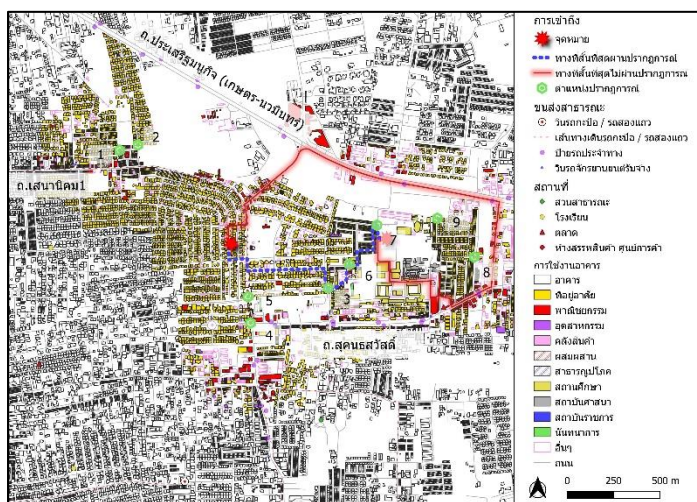 ถ.ประเสริฐมนูกิจ (เกษตร-นวมินทร์)
2
1
ถ.เสนานิคม1
9
7
6
8
3
5
4
ถ.สุคนธสวัสดิ์
การเข้าถึง
จุดหมาย
ทางที่สั้นที่สุดผ่านปรากฏการณ์
ทางที่สั้นที่สุดไม่ผ่านปรากฏการณ์
ตำแหน่งปรากฏการณ์
ขนส่งสาธารณะ
วินรถกะป๊อ / รถสองแถว
เส้นทางเดินรถกะป๊อ / รถสองแถว
ป้ายรถประจำทาง
วินรถจักรยานยนต์รับจ้าง
สถานที่
สวนสาธารณะ
โรงเรียน
ตลาด
ห้างสรรพสินค้า ศูนย์การค้า
การใช้งานอาคาร
อาคาร
ที่อยู่อาศัย
พาณิชยกรรม
อุตสาหกรรม
คลังสินค้า
ผสมผสาน
สาธารณูปโภค
สถานศึกษา
สถาบันศาสนา
สถาบันราชการ
นันทนาการ
อื่นๆ
ถนน
0 250 500 m